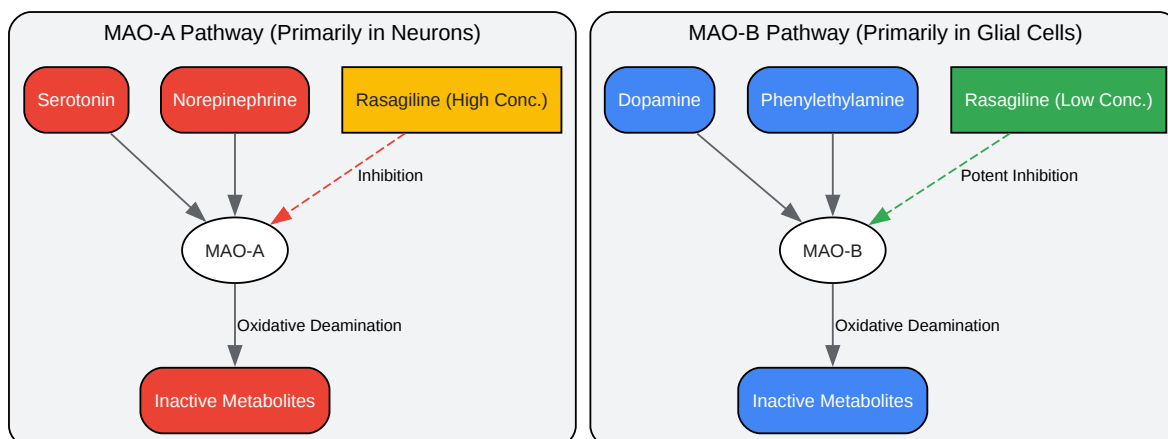 MAO-A Pathway (Primarily in Neurons)
Serotonin
Norepinephrine
Rasagiline (High Conc.)
Inhibition
MAO-A
Oxidative Deamination
Inactive Metabolites
MAO-B Pathway (Primarily in Glial Cells)
Dopamine
Phenylethylamine
Rasagiline (Low Conc.)
Potent Inhibition
MAO-B
Oxidative Deamination
Inactive Metabolites